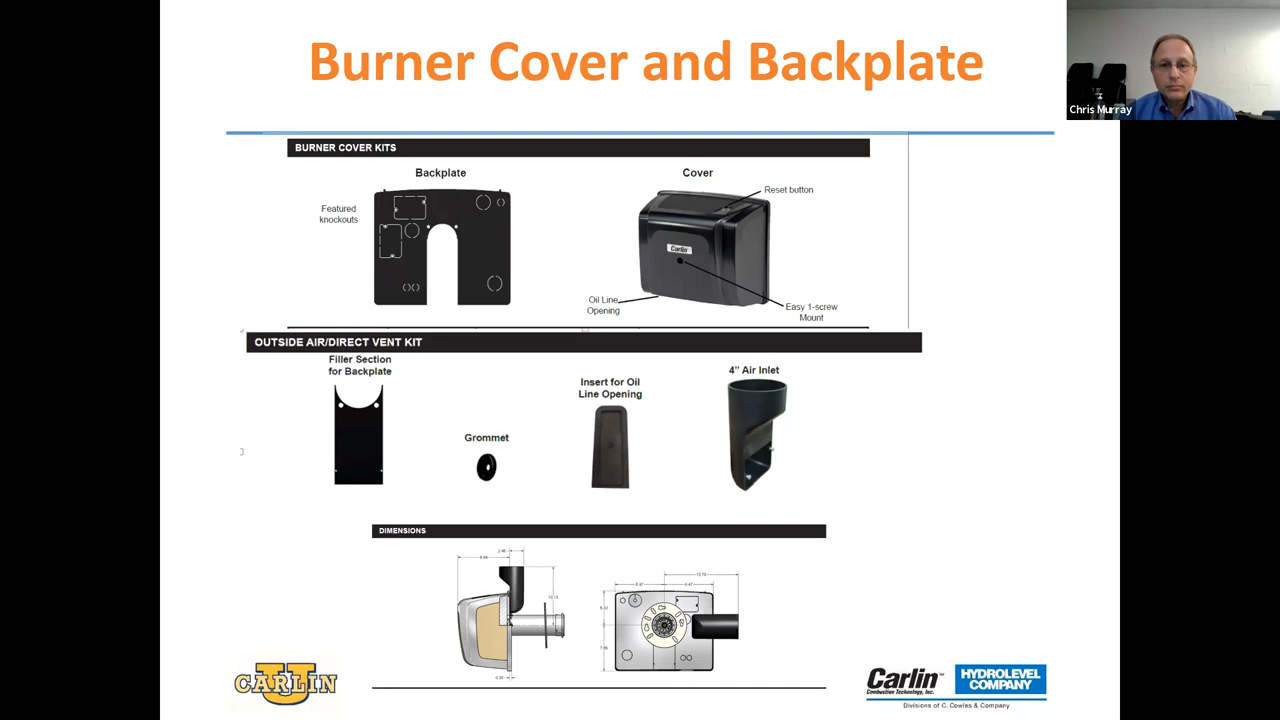 Burner Cover and Backplate
Chris Murray
BURNER COVER KITS
Backplate
Cover
Reset button
Featured
knockouts
Carlin
Oil Line
Opening
Easy 1-screw
Mount
OUTSIDE AIR/DIRECT VENT KIT
Filler Section
for Backplate
Insert for Oil
Line Opening
4" Air Inlet
Grommet
DIMENSIONS
U
CARLIN
Carlin™
Combustion Technology, Inc.
HYDROLEVEL
COMPANY
Divisions of C. Cowles & Company